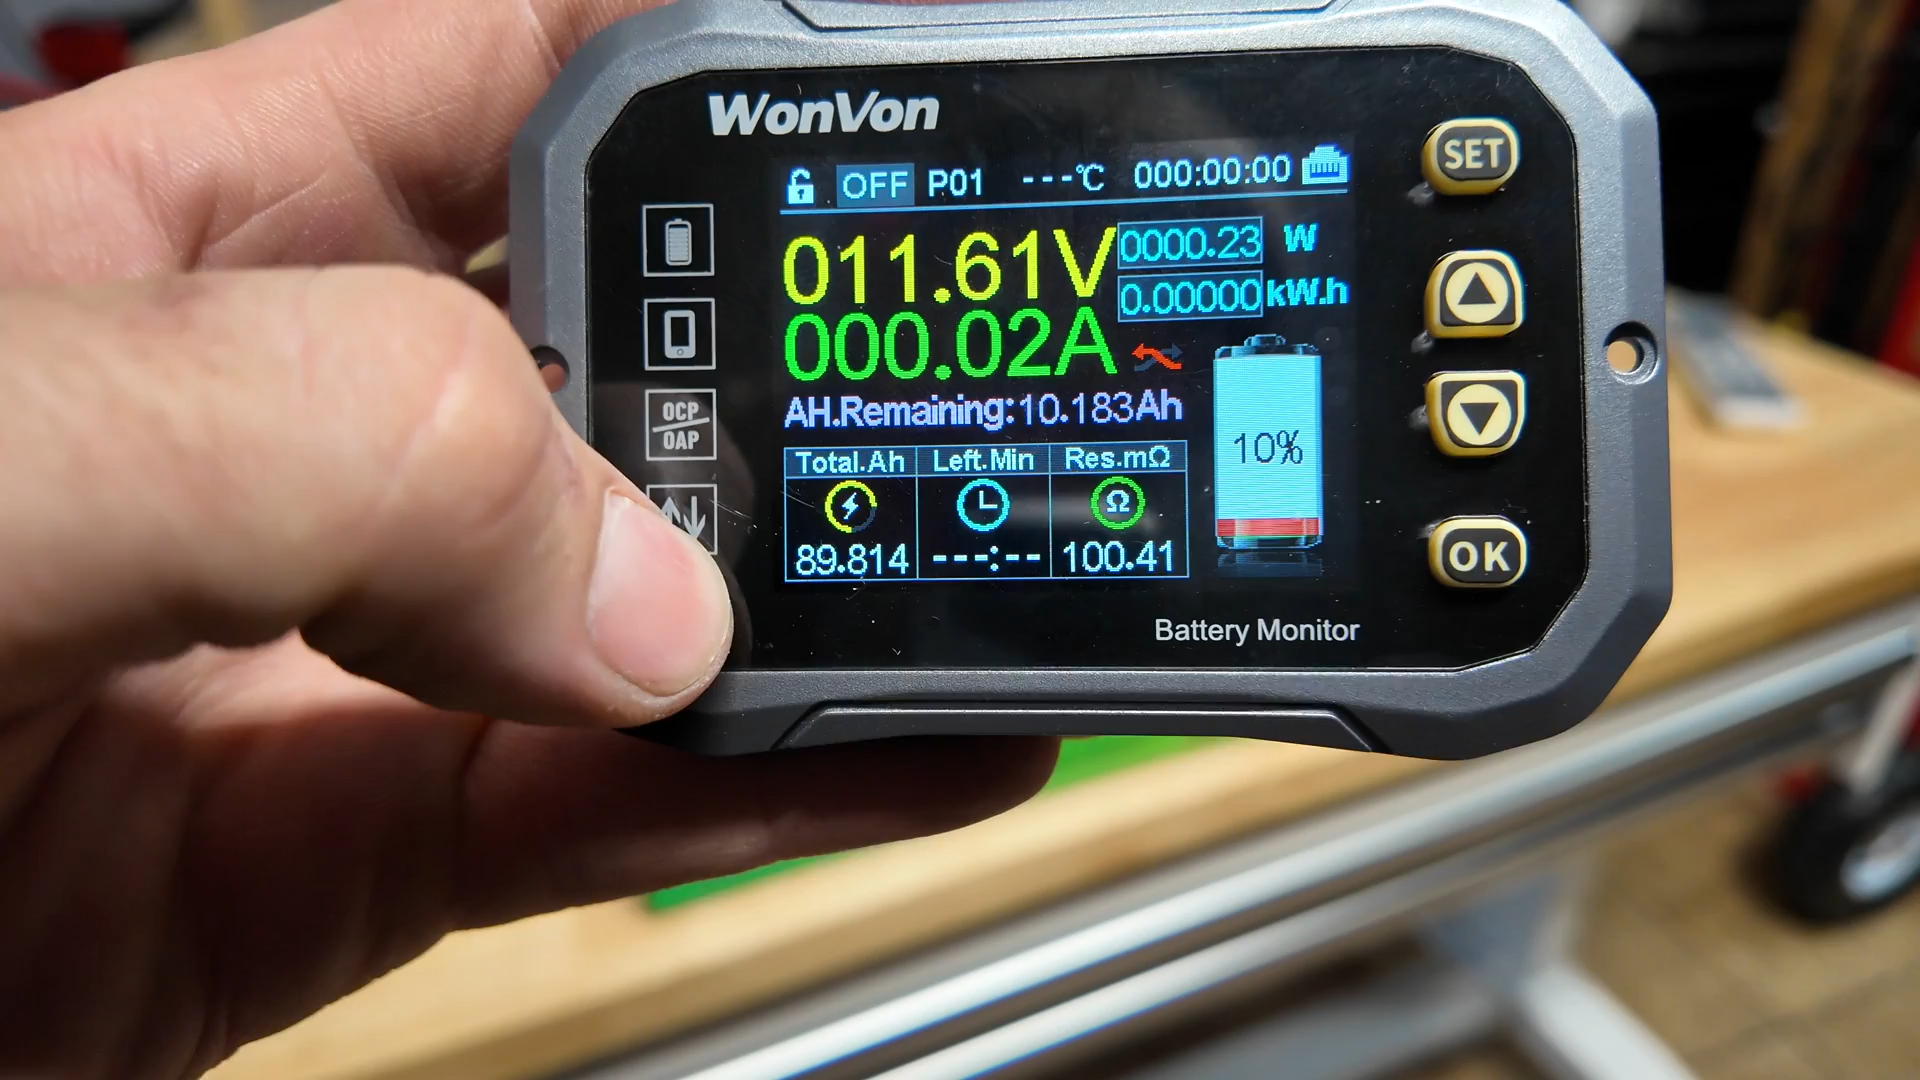 WonVon
OFF P01 ---°C 000:00:00
011.61V
0000.23 W
0.00000 kW.h
000.02A
AH.Remaining:10.183Ah
10%
Total.Ah Left.Min Res.mΩ
Ω
89.814 ---:-- 100.41
Battery Monitor
OCP
OAP
SET
OK